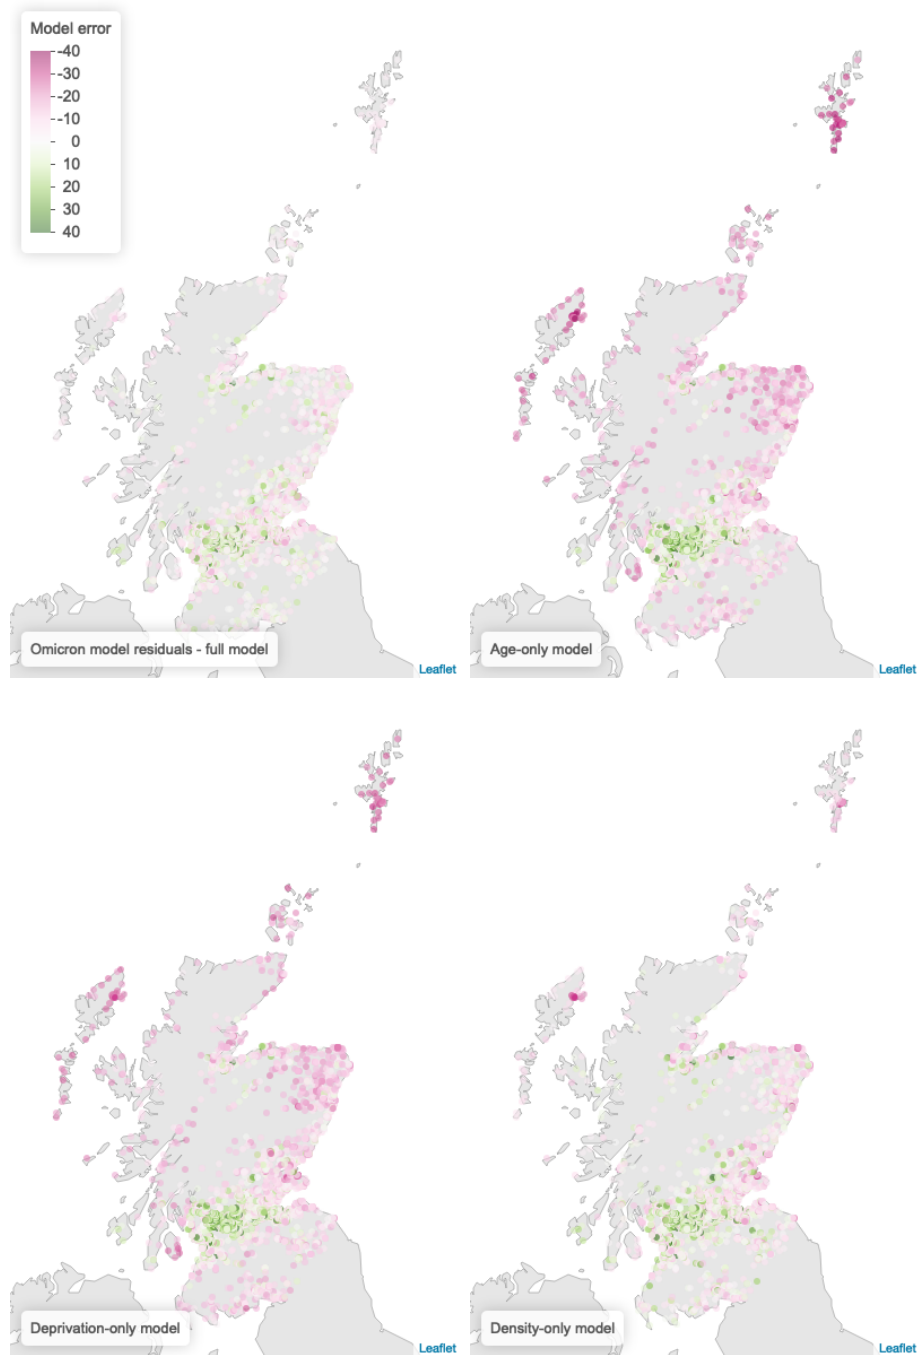 Model error
-40
-30
-20
-10
0
10
20
30
40
Omicron model residuals - full model
Leaflet
Age-only model
Leaflet
Deprivation-only model
Leaflet
Density-only model
Leaflet